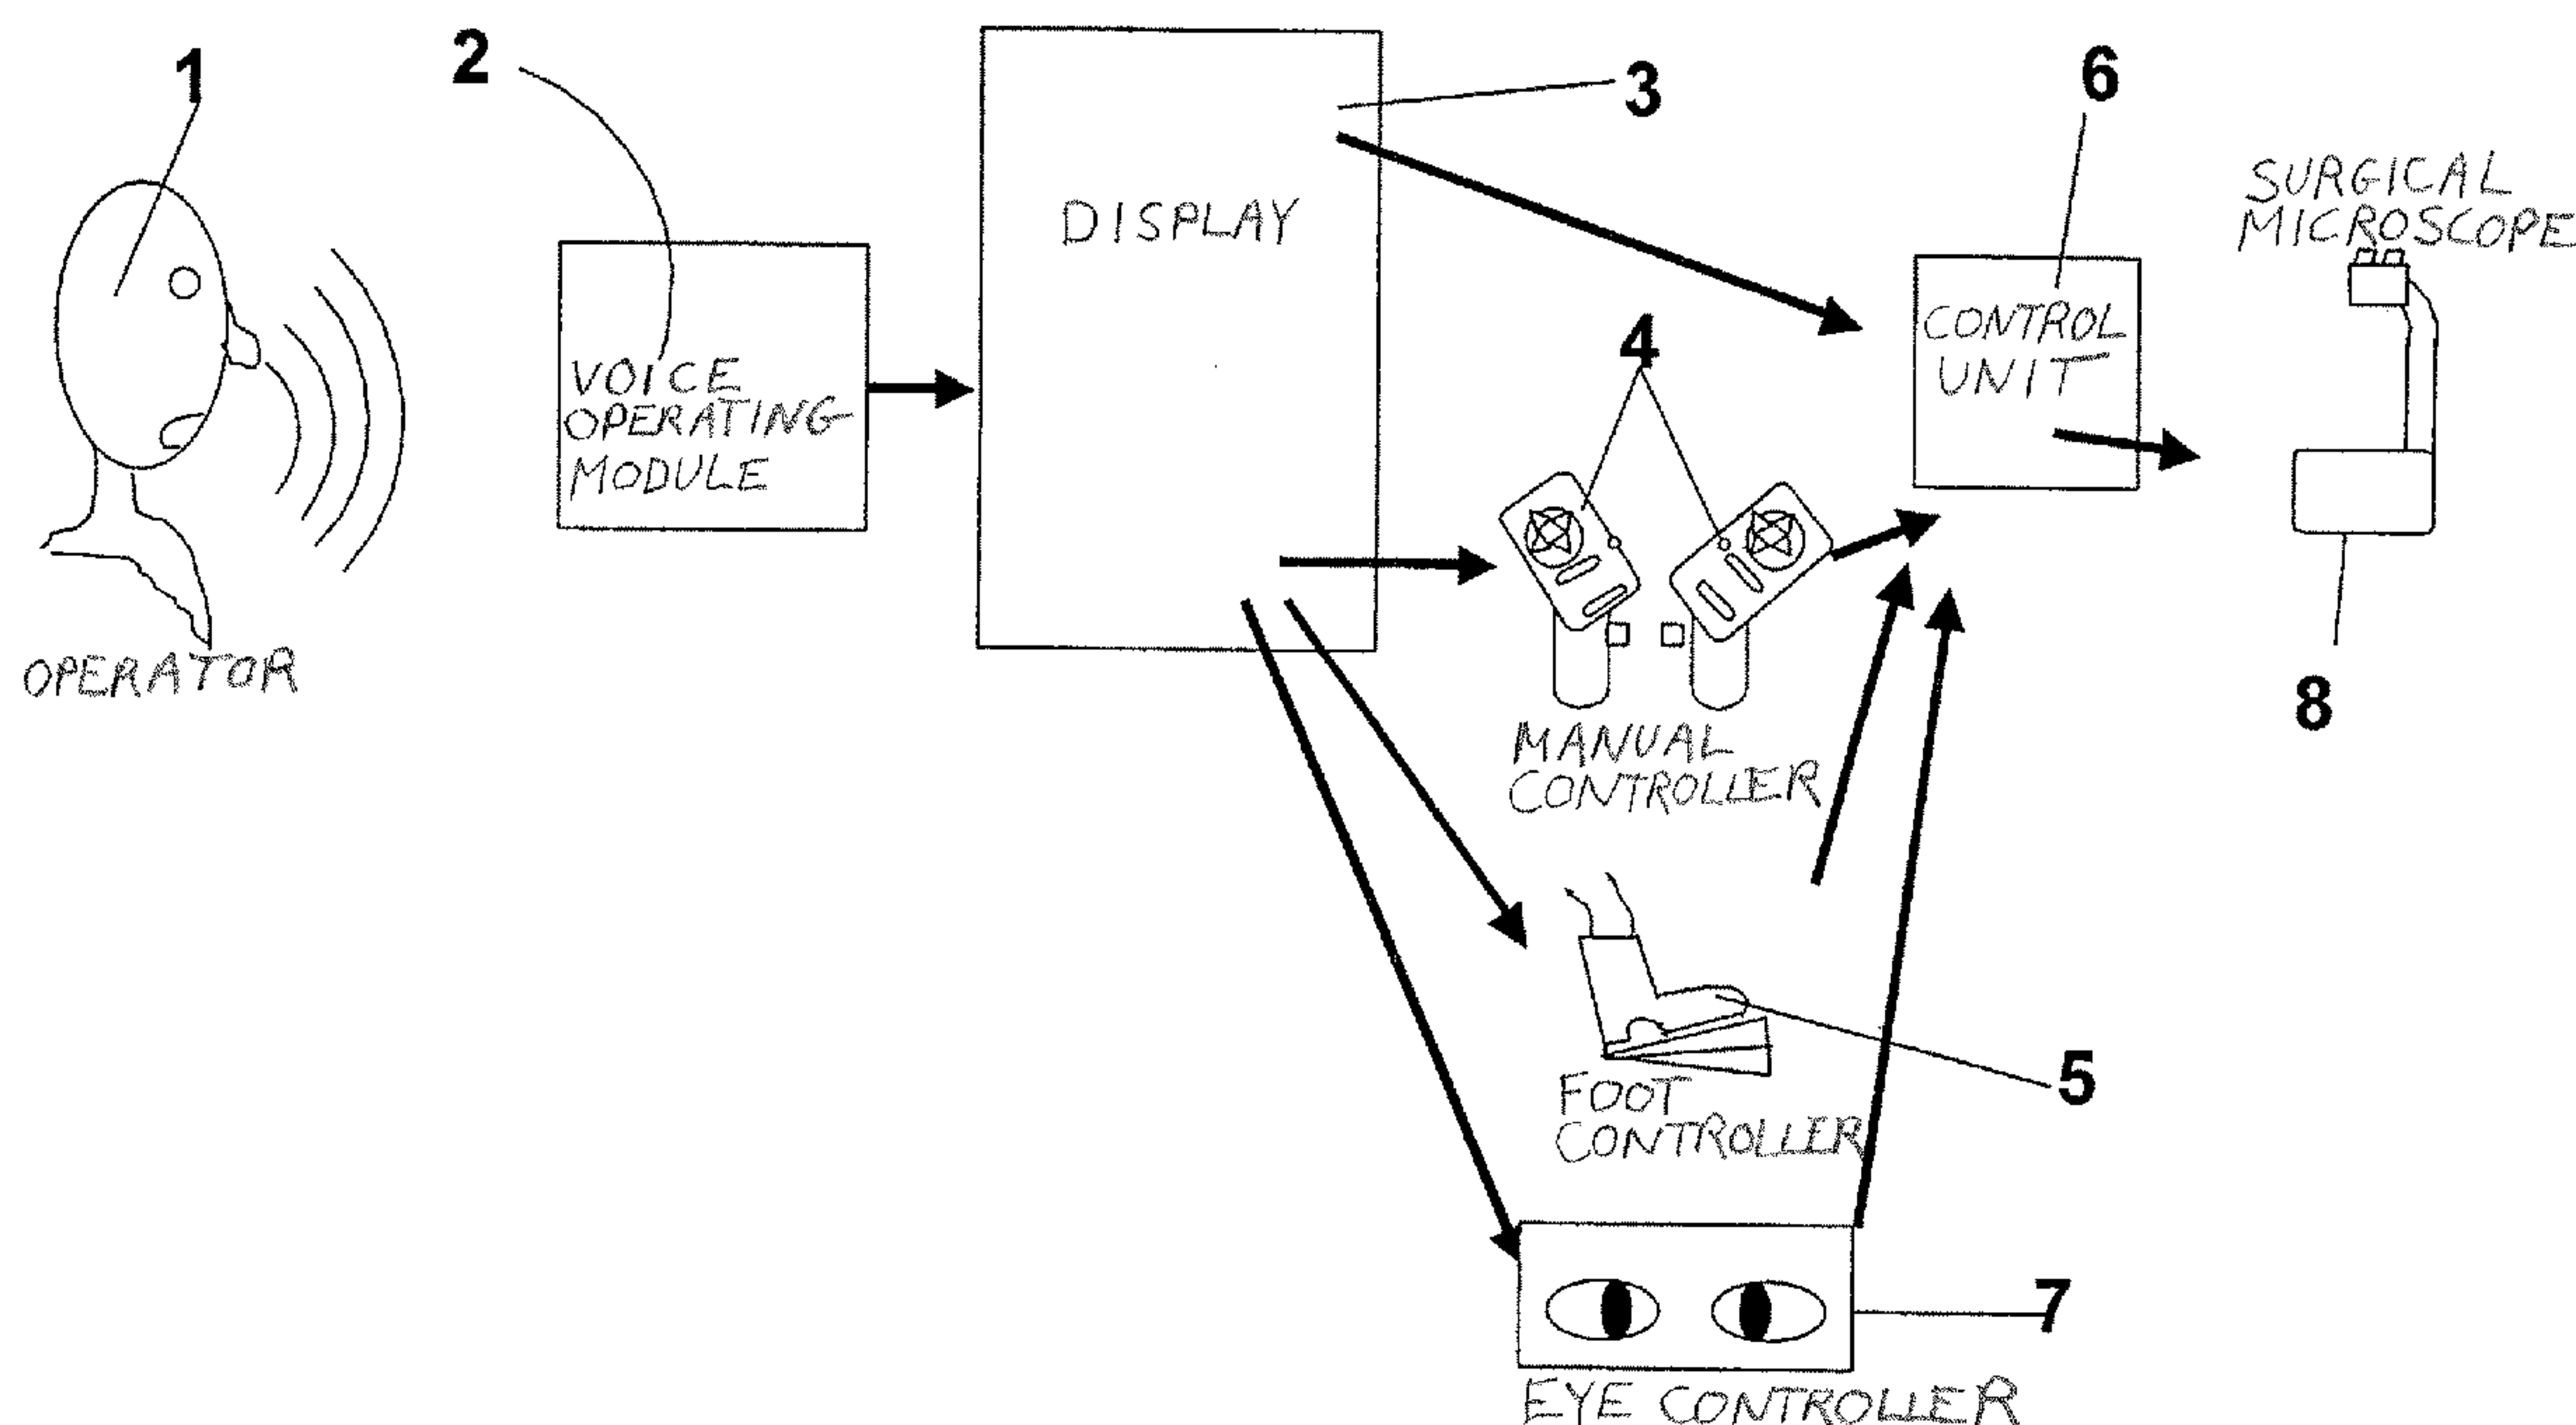 1
2
3
6
DISPLAY
SURGICAL
MICROSCOPE
4
CONTROL
UNIT
VOICE
OPERATING
MODULE
OPERATOR
8
MANUAL
CONTROLLER
5
FOOT
CONTROLLER
7
EYE CONTROLLER